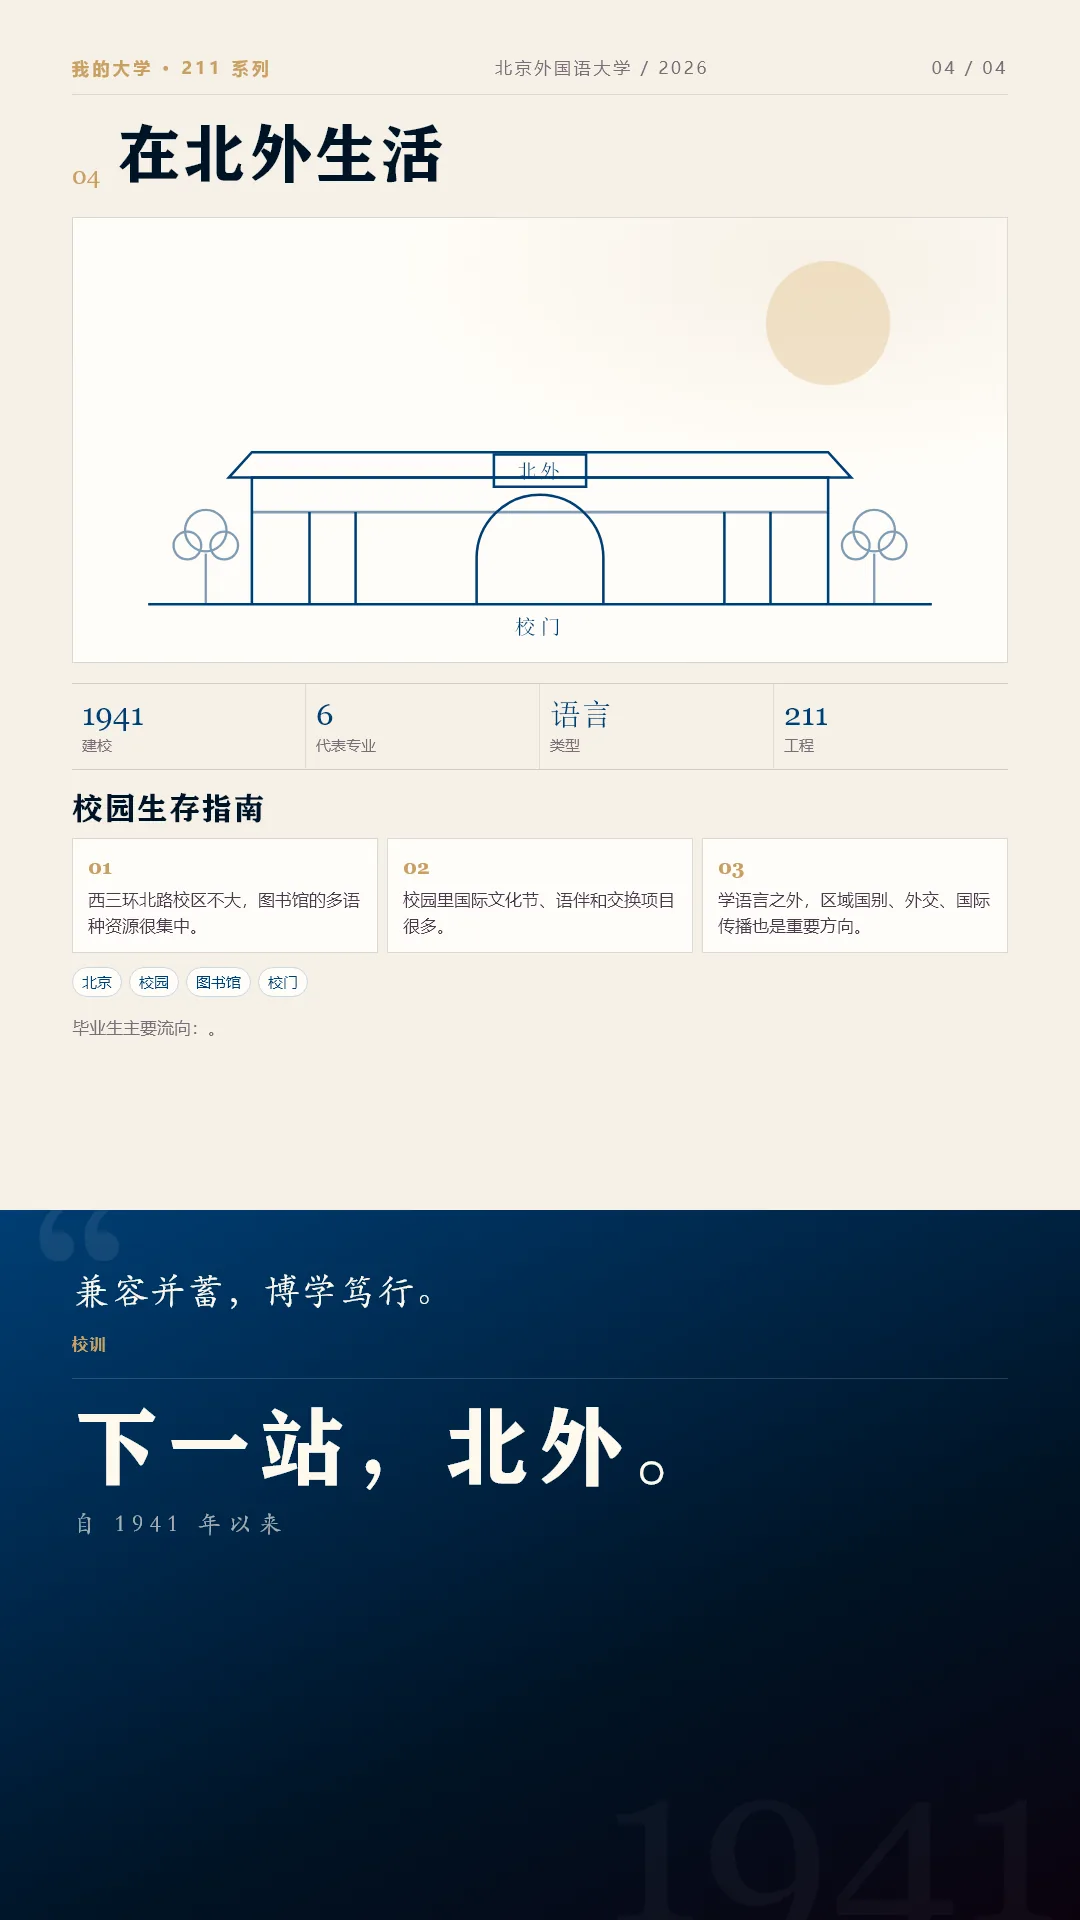 我的大学 · 211 系列
北京外国语大学 / 2026
04 / 04
04 在北外生活
北外
校门
1941
建校
6
代表专业
语言
类型
211
工程
校园生存指南
01
西三环北路校区不大，图书馆的多语
种资源很集中。
02
校园里国际文化节、语伴和交换项目
很多。
03
学语言之外，区域国别、外交、国际
传播也是重要方向。
北京
校园
图书馆
校门
毕业生主要流向：。
“
兼容并蓄，博学笃行。
校训
下一站，北外。
自 1941 年以来
1941